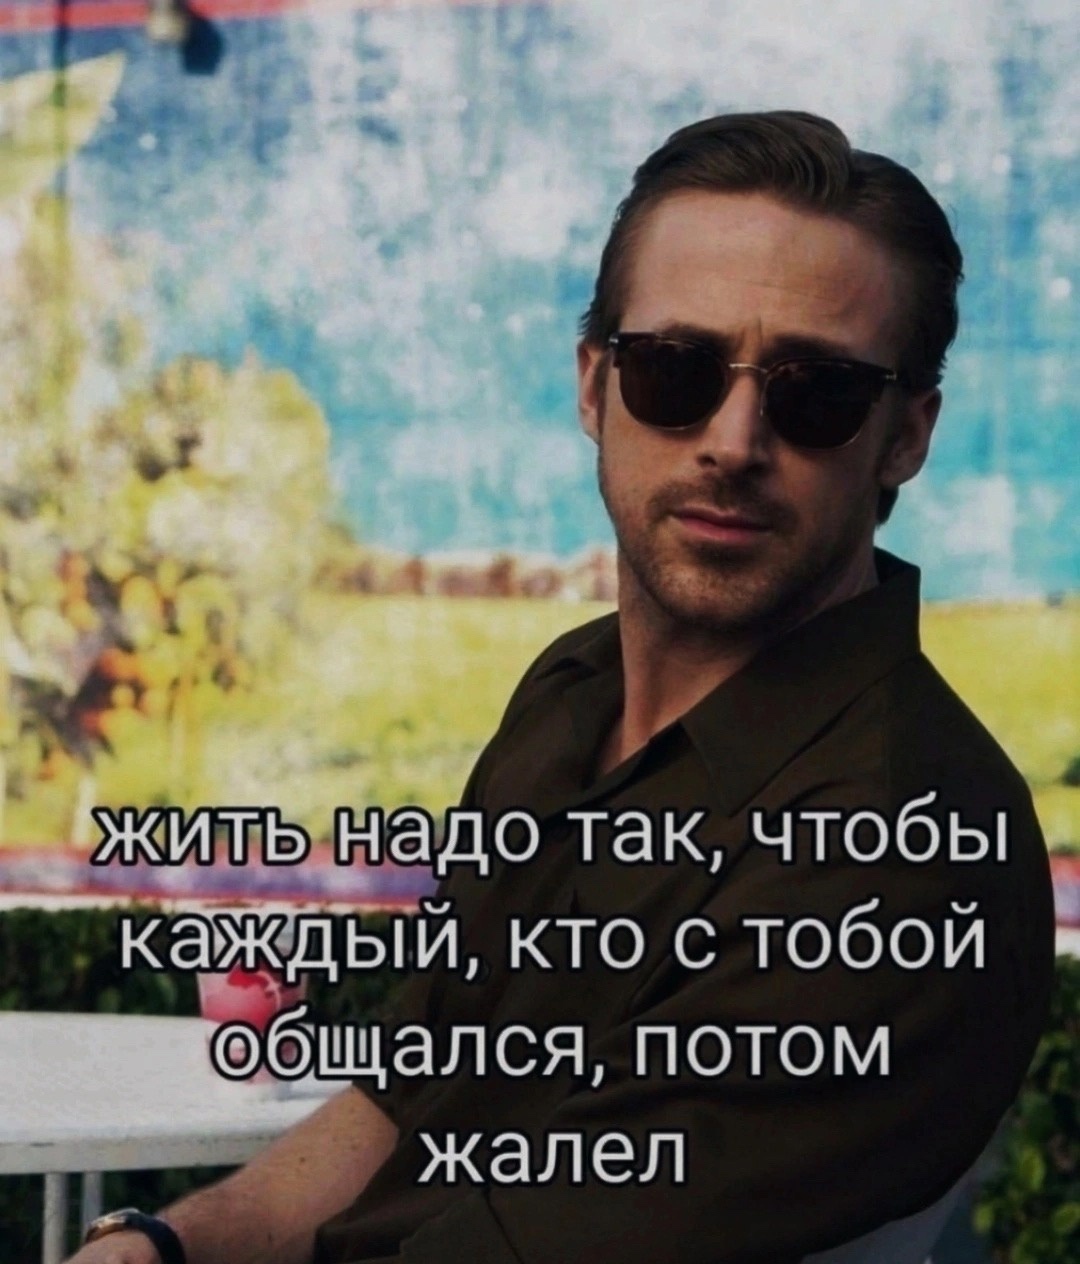 жить надо так, чтобы
каждый, кто с тобой
общался, потом
жалел